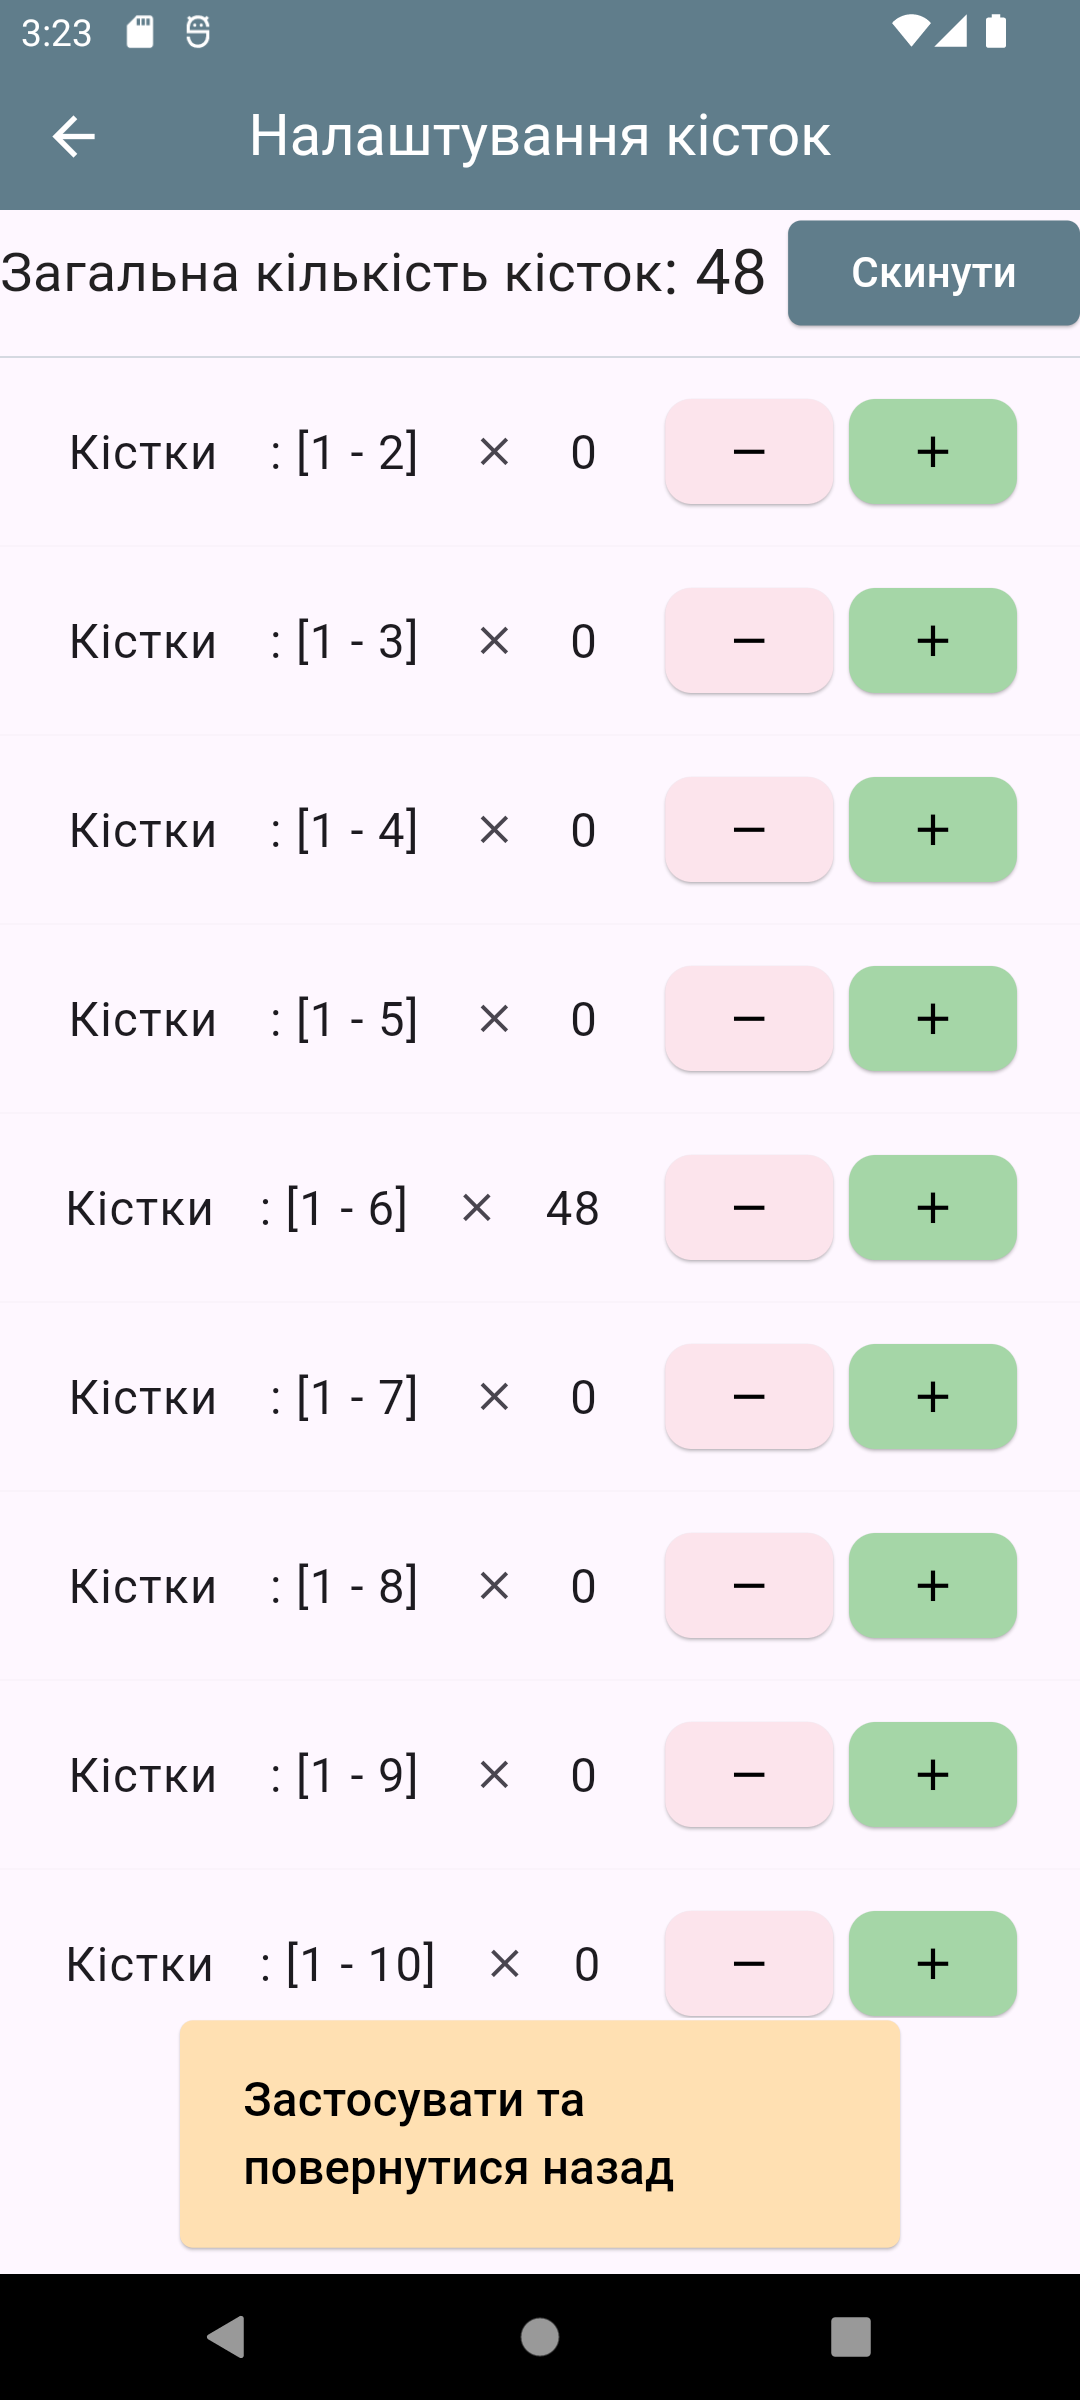 3:23
Налаштування кісток
Загальна кількість кісток: 48 Скинути
Кістки : [1 - 2] × 0 − +
Кістки : [1 - 3] × 0 − +
Кістки : [1 - 4] × 0 − +
Кістки : [1 - 5] × 0 − +
Кістки : [1 - 6] × 48 − +
Кістки : [1 - 7] × 0 − +
Кістки : [1 - 8] × 0 − +
Кістки : [1 - 9] × 0 − +
Кістки : [1 - 10] × 0 − +
Застосувати та
повернутися назад